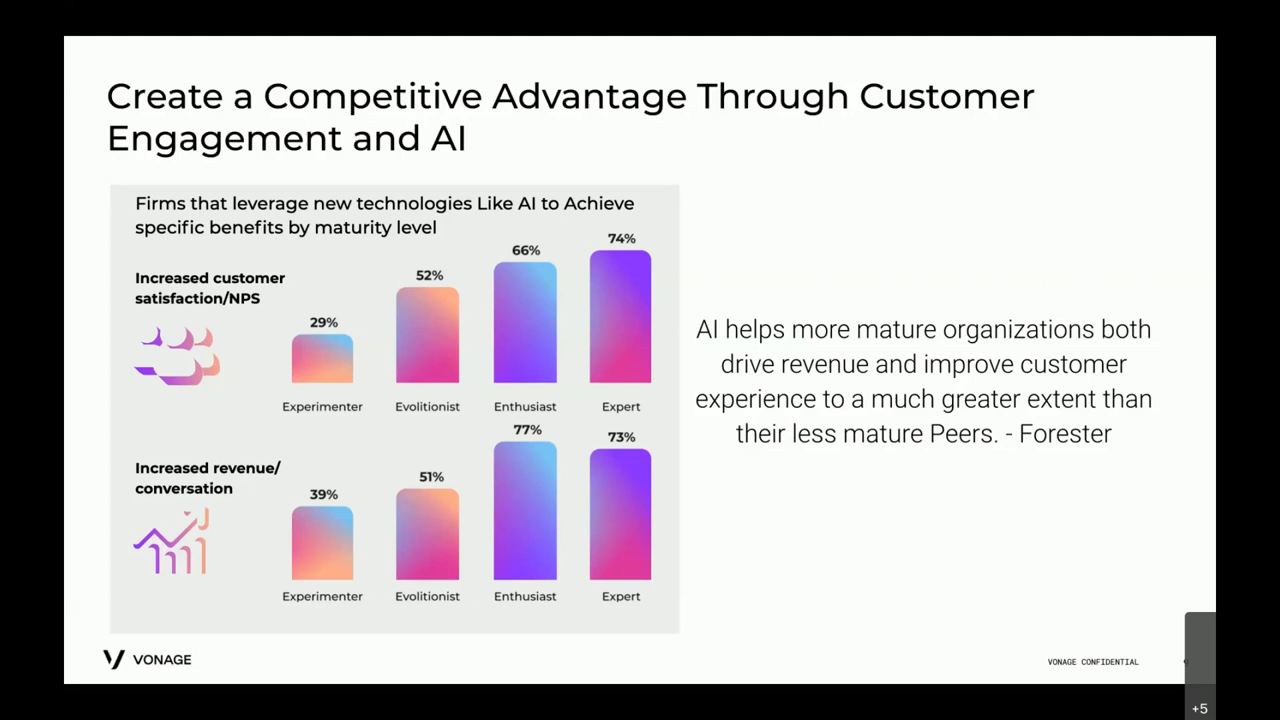 Create a Competitive Advantage Through Customer
Engagement and AI
Firms that leverage new technologies Like AI to Achieve
specific benefits by maturity level
Increased customer
satisfaction/NPS
29%
52%
66%
74%
Experimenter
Evolitionist
Enthusiast
Expert
Increased revenue/
conversation
39%
51%
77%
73%
Experimenter
Evolitionist
Enthusiast
Expert
AI helps more mature organizations both
drive revenue and improve customer
experience to a much greater extent than
their less mature Peers. - Forester
VONAGE
VONAGE CONFIDENTIAL
+5